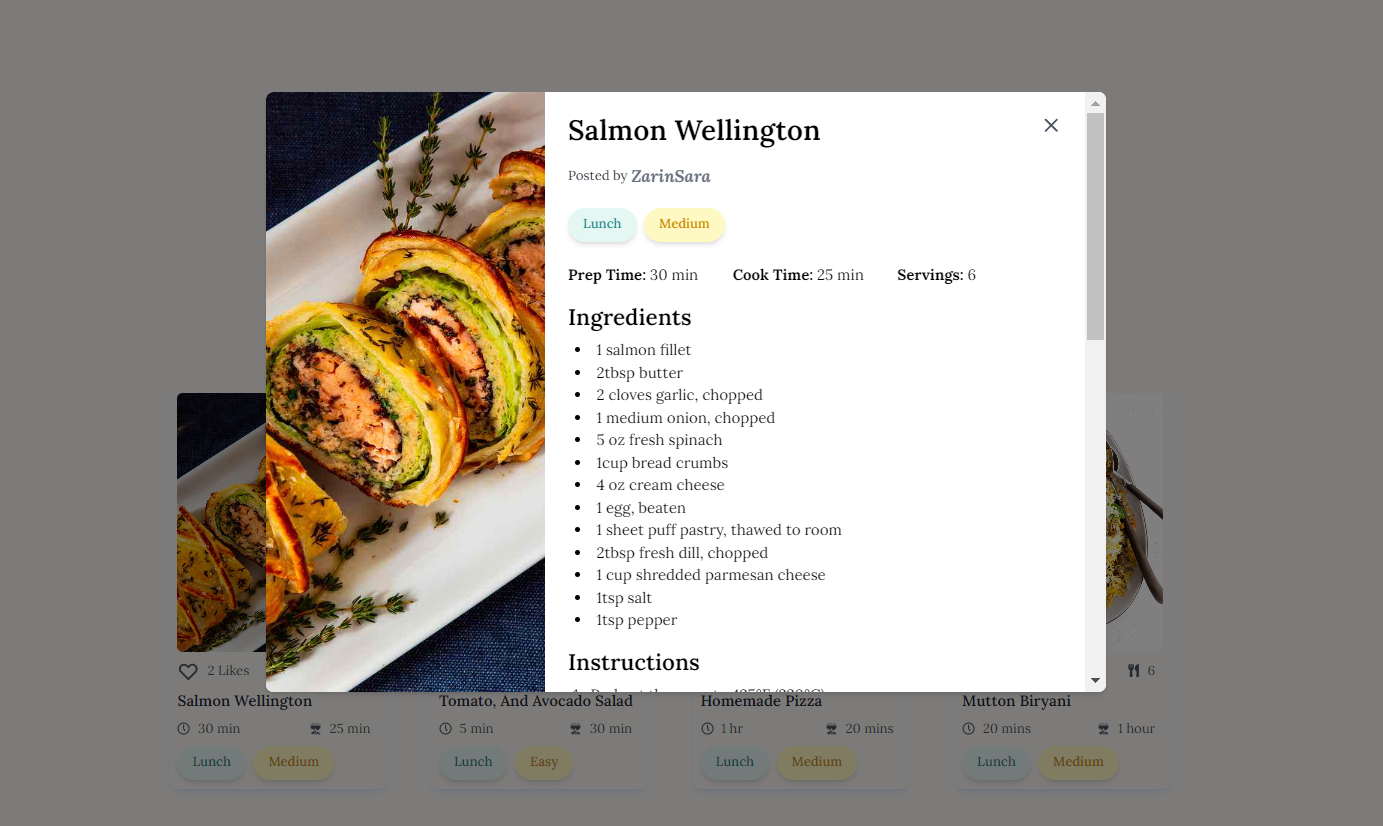 Salmon Wellington
Posted by ZarinSara
Lunch Medium
Prep Time: 30 min Cook Time: 25 min Servings: 6
Ingredients
• 1 salmon fillet
• 2tbsp butter
• 2 cloves garlic, chopped
• 1 medium onion, chopped
• 5 oz fresh spinach
• 1cup bread crumbs
• 4 oz cream cheese
• 1 egg, beaten
• 1 sheet puff pastry, thawed to room
• 2tbsp fresh dill, chopped
• 1 cup shredded parmesan cheese
• 1tsp salt
• 1tsp pepper
Instructions
2 Likes
6
Salmon Wellington
30 min 25 min
Lunch Medium
Tomato, And Avocado Salad
5 min 30 min
Lunch Easy
Homemade Pizza
1 hr 20 mins
Lunch Medium
Mutton Biryani
20 mins 1 hour
Lunch Medium